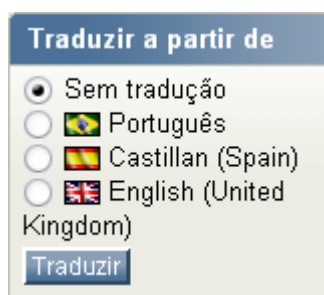 Traduzir a partir de
Sem tradução
Português
Castillan (Spain)
English (United
Kingdom)
Traduzir